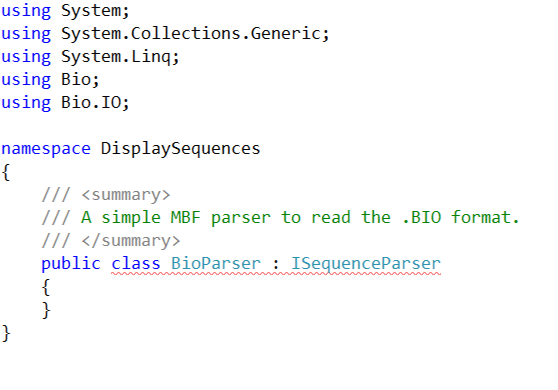 using System;
using System.Collections.Generic;
using System.Linq;
using Bio;
using Bio.IO;
namespace DisplaySequences
{
/// <summary>
/// A simple MBF parser to read the .BIO format.
/// </summary>
public class BioParser : ISequenceParser
{
}
}